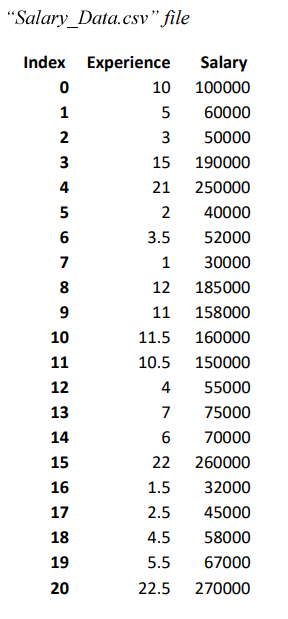 “Salary_Data.csv” file
Index Experience Salary
0 10 100000
1 5 60000
2 3 50000
3 15 190000
4 21 250000
5 2 40000
6 3.5 52000
7 1 30000
8 12 185000
9 11 158000
10 11.5 160000
11 10.5 150000
12 4 55000
13 7 75000
14 6 70000
15 22 260000
16 1.5 32000
17 2.5 45000
18 4.5 58000
19 5.5 67000
20 22.5 270000